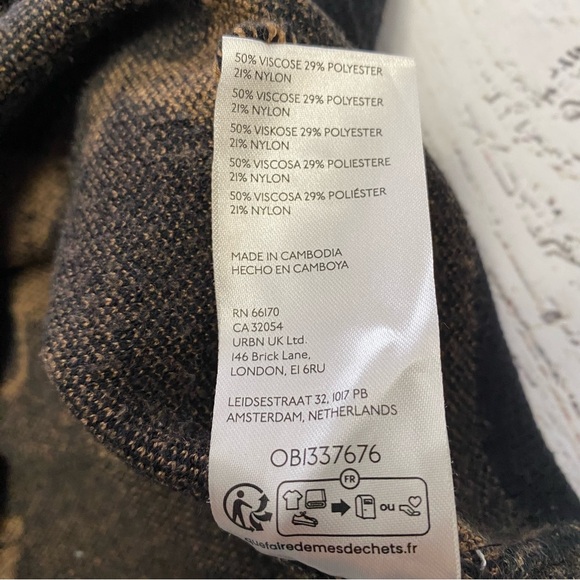 50% VISCOSE 29% POLYESTER
21% NYLON
50% VISCOSE 29% POLYESTER
21% NYLON
50% VISKOSE 29% POLYESTER
21% NYLON
50% VISCOSA 29% POLIESTERE
21% NYLON
50% VISCOSA 29% POLIÉSTER
21% NYLON
MADE IN CAMBODIA
HECHO EN CAMBOYA
RN 66170
CA 32054
URBN UK Ltd.
146 Brick Lane,
LONDON, E1 6RU
LEIDSESTRAAT 32, 1017 PB
AMSTERDAM, NETHERLANDS
OB1337676
FR
ou
quefairedemesdechets.fr